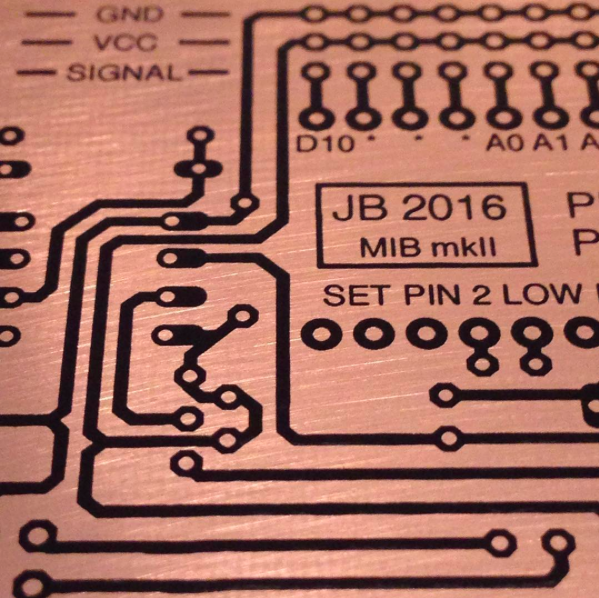 GND
VCC
SIGNAL
D10 * * * A0 A1 A
JB 2016
MIB mkII
P
P
SET PIN 2 LOW